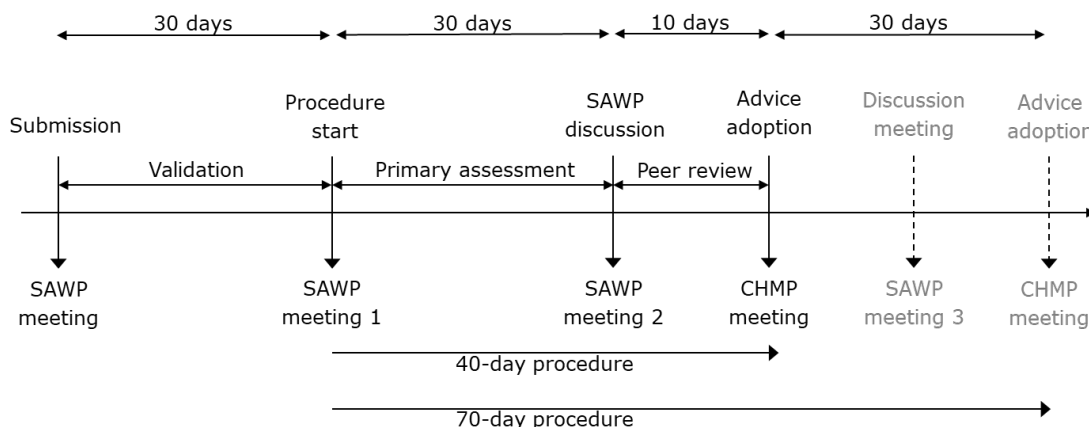 30 days
30 days
10 days
30 days
Submission
Procedure
start
SAWP
discussion
Advice
adoption
Discussion
meeting
Advice
adoption
Validation
Primary assessment
Peer review
SAWP
meeting
SAWP
meeting 1
SAWP
meeting 2
CHMP
meeting
SAWP
meeting 3
CHMP
meeting
40-day procedure
70-day procedure